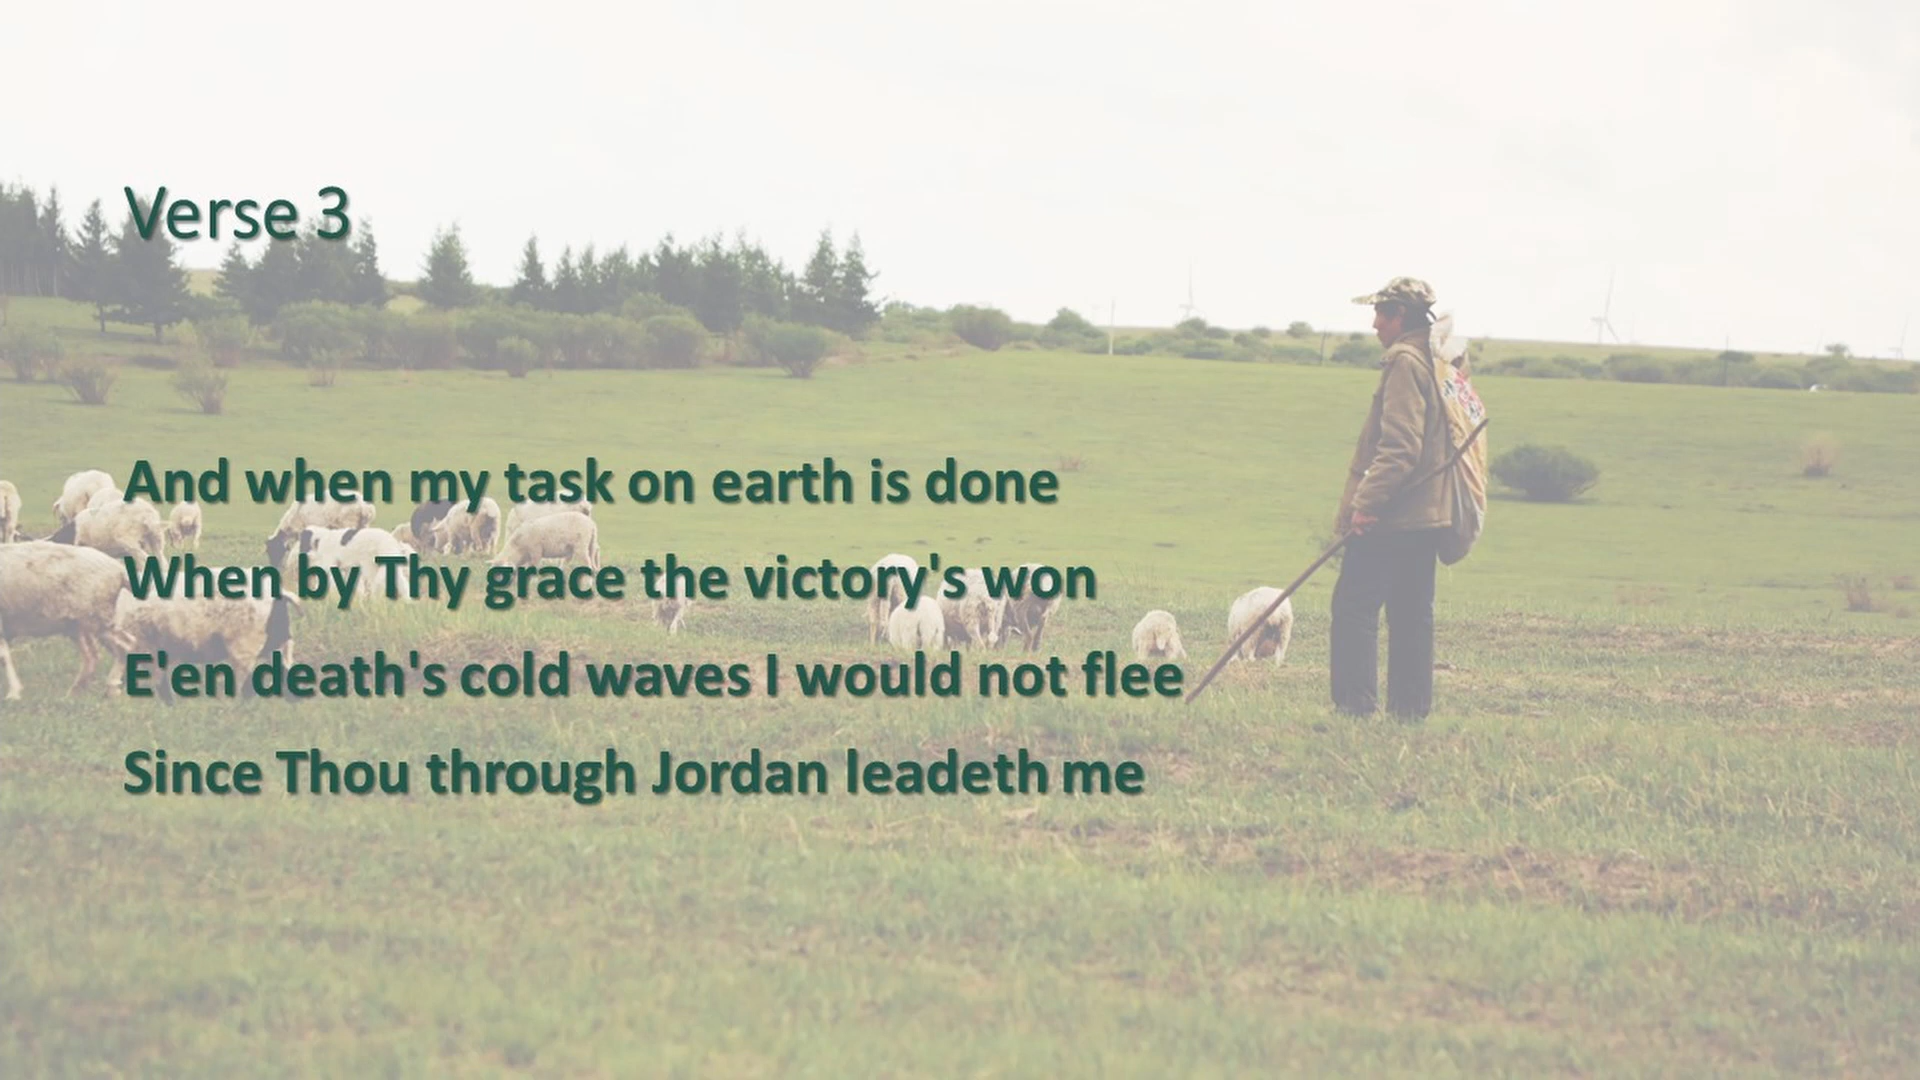 Verse 3
And when my task on earth is done
When by Thy grace the victory's won
E'en death's cold waves I would not flee
Since Thou through Jordan leadeth me